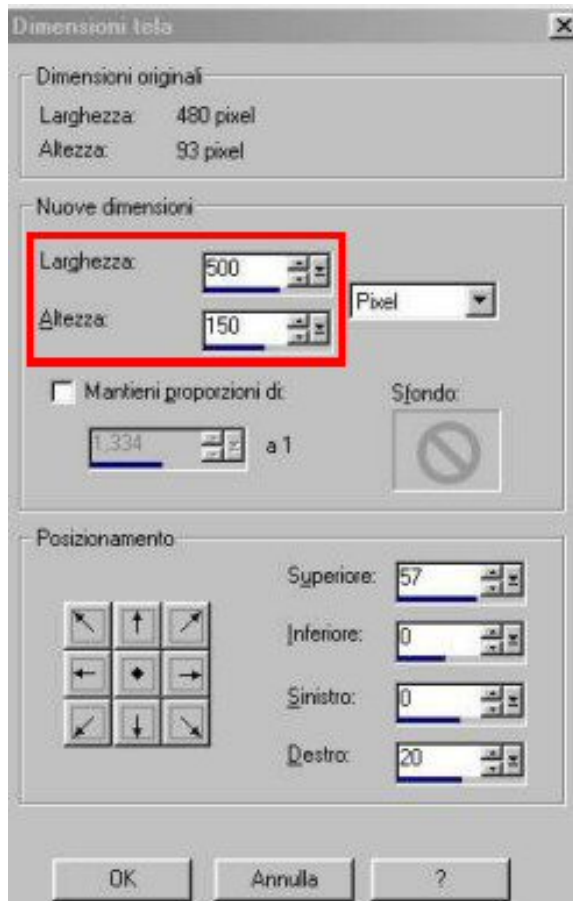 Dimensioni tela
Dimensioni originali
Larghezza: 480 pixel
Altezza: 93 pixel
Nuove dimensioni
Larghezza: 500
Pixel
Altezza: 150
Mantieni proporzioni di:
Sfondo:
1,334 a 1
Posizionamento
Superiore: 57
Inferiore: 0
Sinistro: 0
Destro: 20
OK Annulla ?